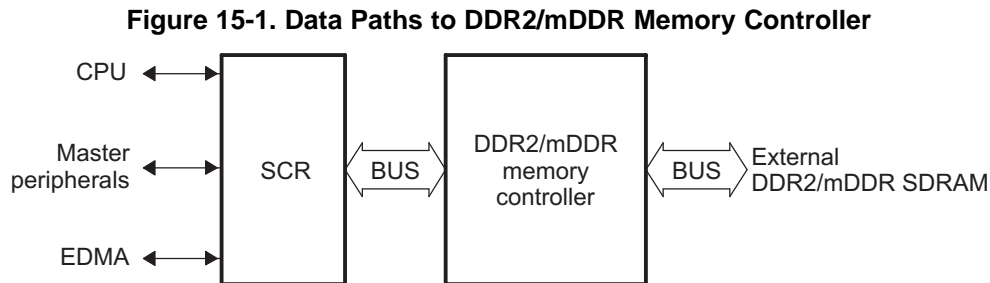 Figure 15-1. Data Paths to DDR2/mDDR Memory Controller
CPU
Master
peripherals
EDMA
SCR
BUS
DDR2/mDDR
memory
controller
BUS
External
DDR2/mDDR SDRAM